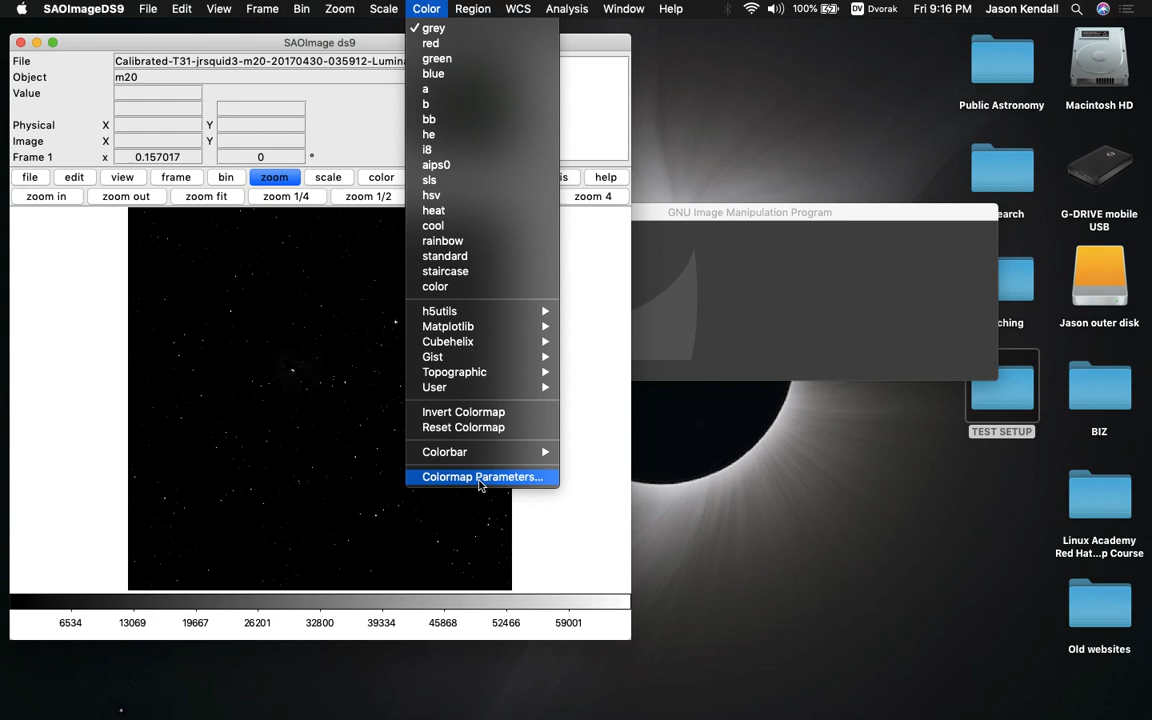 SAOImageDS9 File Edit View Frame Bin Zoom Scale Color Region WCS Analysis Window Help 100% DV Dvorak Fri 9:16 PM Jason Kendall
SAOImage ds9
File Calibrated-T31-jrsquid3-m20-20170430-035912-Lumina
Object m20
Value
Physical X Y
Image X Y
Frame 1 x 0.157017 0 °
file edit view frame bin zoom scale color is help
zoom in zoom out zoom fit zoom 1/4 zoom 1/2 zoom 4
6534 13069 19667 26201 32800 39334 45868 52466 59001
✓ grey
red
green
blue
a
b
bb
he
i8
aips0
sls
hsv
heat
cool
rainbow
standard
staircase
color
h5utils
Matplotlib
Cubehelix
Gist
Topographic
User
Invert Colormap
Reset Colormap
Colorbar
Colormap Parameters...
GNU Image Manipulation Program
Public Astronomy
Macintosh HD
earch
G-DRIVE mobile
USB
ching
Jason outer disk
TEST SETUP
BIZ
Linux Academy
Red Hat...p Course
Old websites